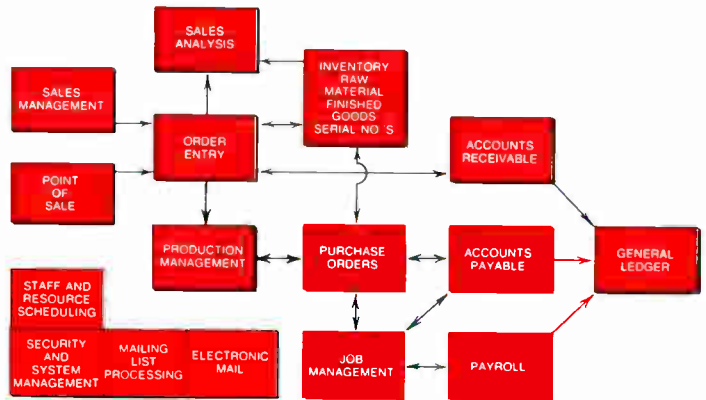 SALES
ANALYSIS
INVENTORY
RAW
MATERIAL
FINISHED
GOODS
SERIAL NO'S
SALES
MANAGEMENT
ORDER
ENTRY
ACCOUNTS
RECEIVABLE
POINT
OF
SALE
PRODUCTION
MANAGEMENT
PURCHASE
ORDERS
ACCOUNTS
PAYABLE
GENERAL
LEDGER
STAFF AND
RESOURCE
SCHEDULING
SECURITY
AND
SYSTEM
MANAGEMENT
MAILING
LIST
PROCESSING
ELECTRONIC
MAIL
JOB
MANAGEMENT
PAYROLL